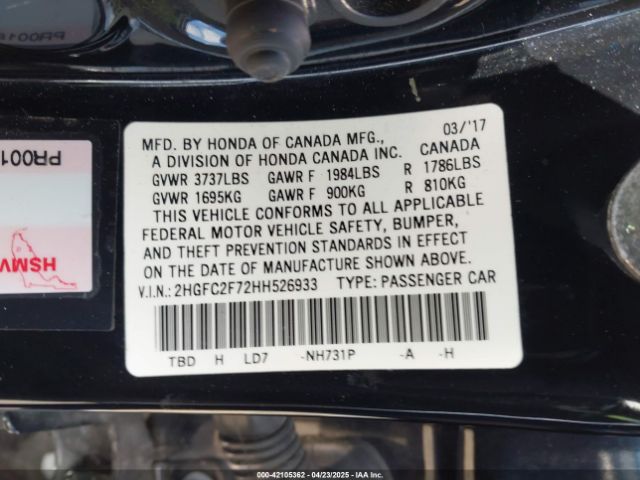 MFD. BY HONDA OF CANADA MFG., 03/'17
A DIVISION OF HONDA CANADA INC. CANADA
GVWR 3737LBS GAWR F 1984LBS R 1786LBS
GVWR 1695KG GAWR F 900KG R 810KG
THIS VEHICLE CONFORMS TO ALL APPLICABLE
FEDERAL MOTOR VEHICLE SAFETY, BUMPER,
AND THEFT PREVENTION STANDARDS IN EFFECT
ON THE DATE OF MANUFACTURE SHOWN ABOVE.
V.I.N.: 2HGFC2F72HH526933 TYPE: PASSENGER CAR
TBD H LD7 -NH731P -A -H
PR001
HSMV
000-42105362 - 04/23/2025 - IAAI